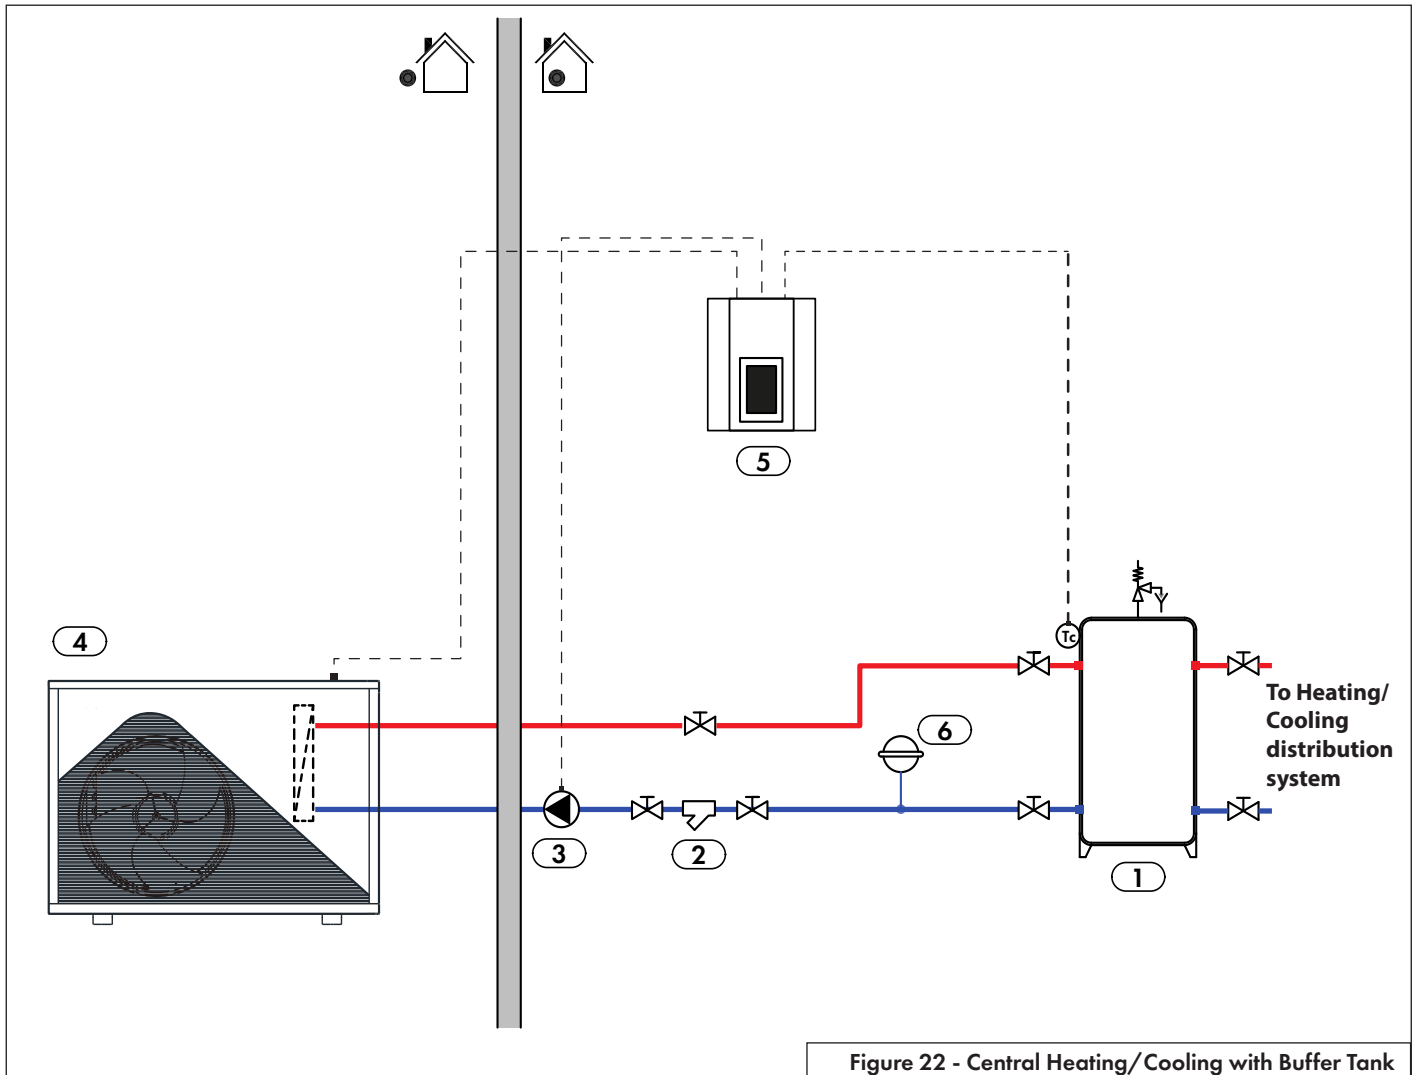 5
4
Tc
To Heating/
Cooling
distribution
system
6
3
2
1
Figure 22 - Central Heating/Cooling with Buffer Tank